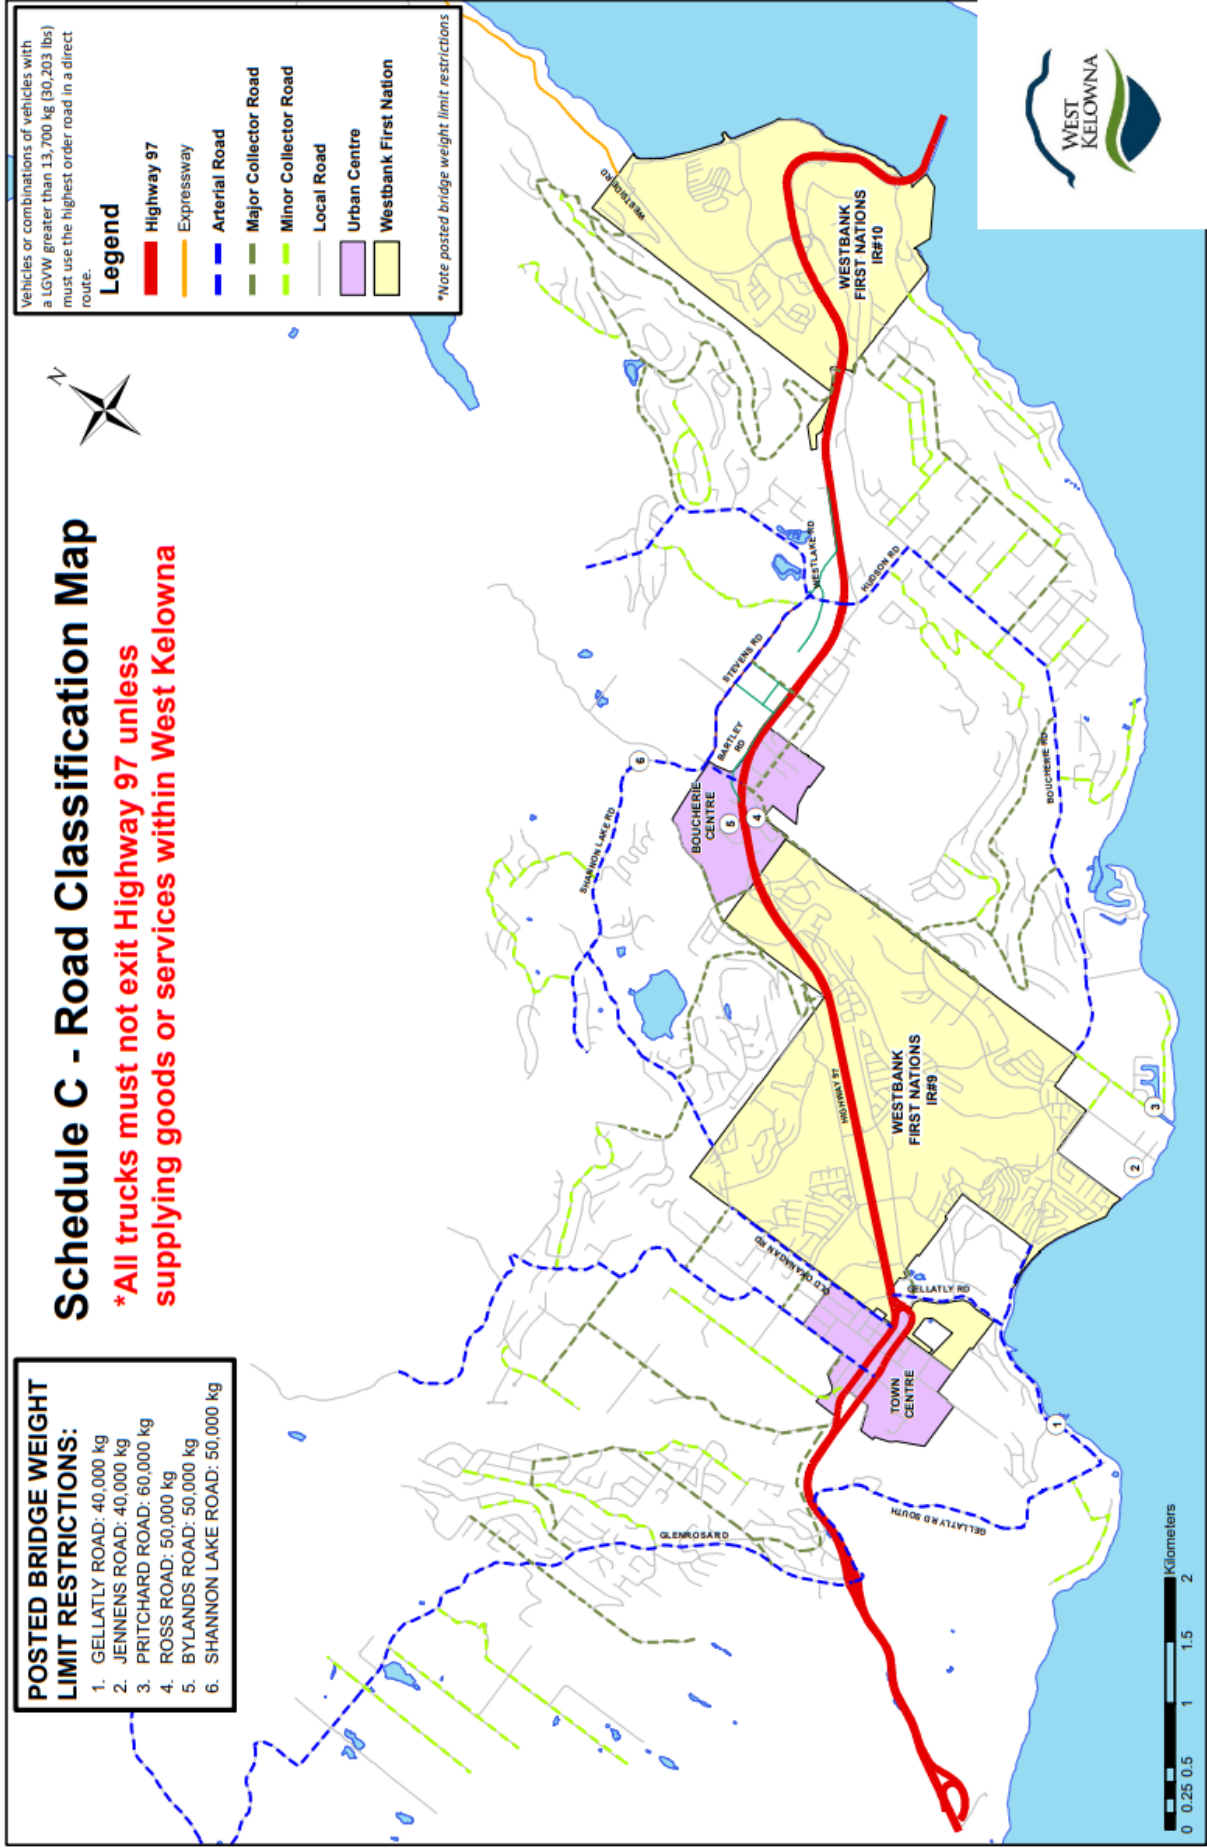 Schedule C - Road Classification Map
*All trucks must not exit Highway 97 unless
supplying goods or services within West Kelowna
POSTED BRIDGE WEIGHT
LIMIT RESTRICTIONS:
1. GELLATLY ROAD: 40,000 kg
2. JENNENS ROAD: 40,000 kg
3. PRITCHARD ROAD: 60,000 kg
4. ROSS ROAD: 50,000 kg
5. BYLANDS ROAD: 50,000 kg
6. SHANNON LAKE ROAD: 50,000 kg
N
Vehicles or combinations of vehicles with
a LGVW greater than 13,700 kg (30,203 lbs)
must use the highest order road in a direct
route.
Legend
Highway 97
Expressway
Arterial Road
Major Collector Road
Minor Collector Road
Local Road
Urban Centre
Westbank First Nation
*Note posted bridge weight limit restrictions
WESTSIDE RD
SHANNON LAKE RD
6
STEVENS RD
BARTLEY
RD
WESTLAKE RD
HUDSON RD
BOUCHERIE
CENTRE
5
4
WESTBANK
FIRST NATIONS
IR#10
GLENROSA RD
OLD OKANAGAN RD
HIGHWAY 97
WESTBANK
FIRST NATIONS
IR#9
GELLATLY RD
TOWN
CENTRE
GELLATLY RD SOUTH
BOUCHERIE RD
1
2
3
Kilometers
0 0.25 0.5 1 1.5 2
WEST
KELOWNA